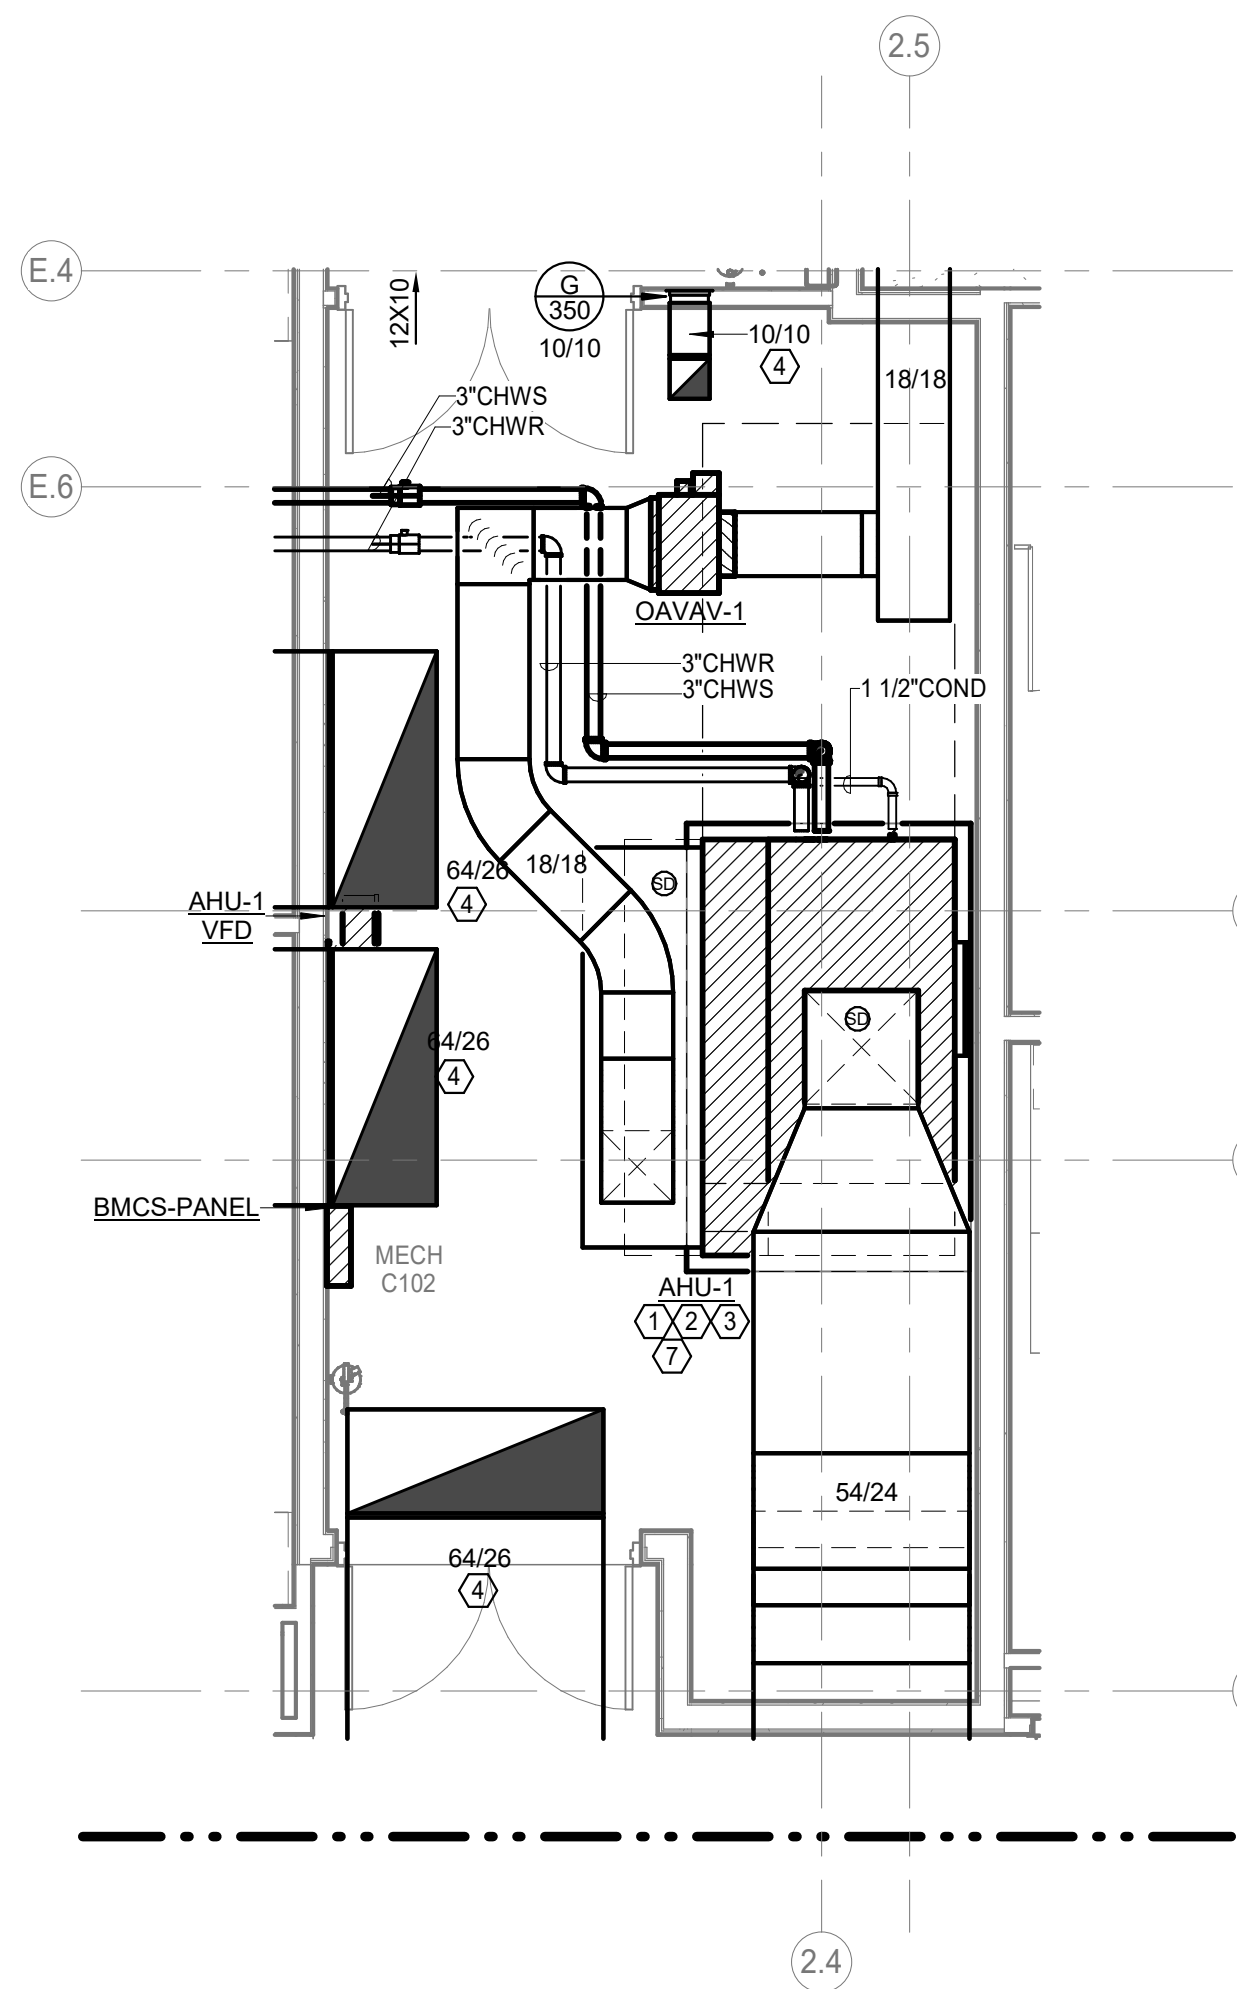 2.5
E.4
12X10
G
350
10/10
10/10
4
18/18
3"CHWS
3"CHWR
E.6
OAVAV-1
3"CHWR
3"CHWS
1 1/2"COND
64/26
4
18/18
SD
AHU-1
VFD
SD
64/26
4
BMCS-PANEL
MECH
C102
AHU-1
1 2 3
7
54/24
64/26
4
2.4